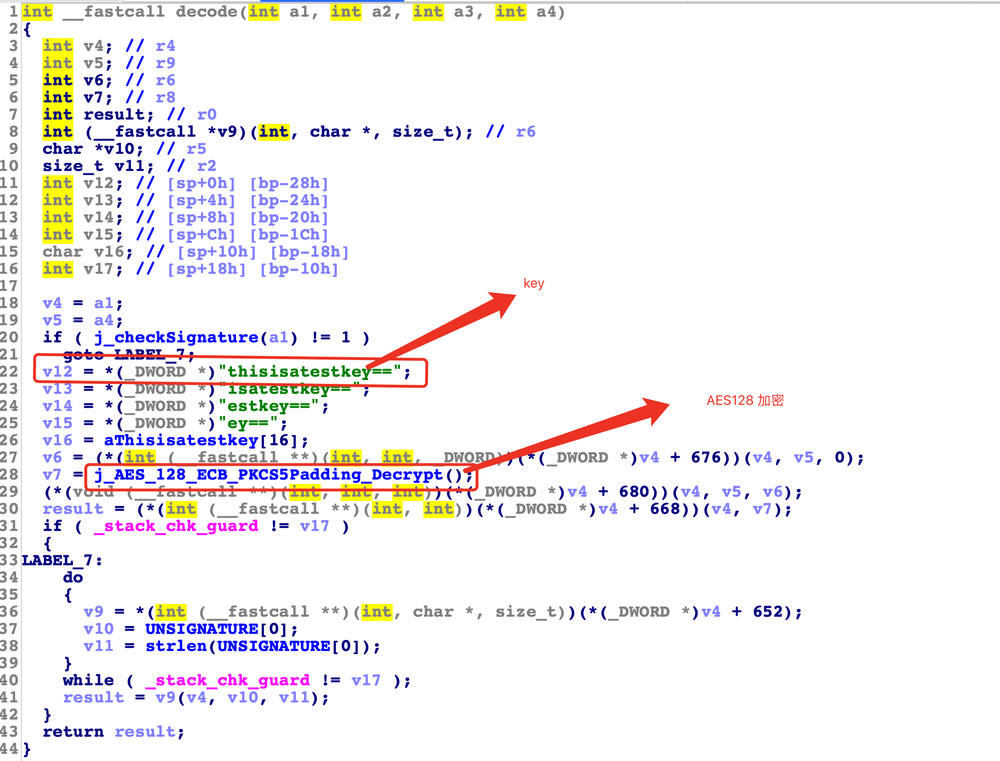 1 int __fastcall decode(int a1, int a2, int a3, int a4)
2 {
3 int v4; // r4
4 int v5; // r9
5 int v6; // r6
6 int v7; // r8
7 int result; // r0
8 int (__fastcall *v9)(int, char *, size_t); // r6
9 char *v10; // r5
10 size_t v11; // r2
11 int v12; // [sp+0h] [bp-28h]
12 int v13; // [sp+4h] [bp-24h]
13 int v14; // [sp+8h] [bp-20h]
14 int v15; // [sp+Ch] [bp-1Ch]
15 char v16; // [sp+10h] [bp-18h]
16 int v17; // [sp+18h] [bp-10h]
17
key
18 v4 = a1;
19 v5 = a4;
20 if ( j_checkSignature(a1) != 1 )
21 goto LABEL_7;
22 v12 = *(_DWORD *)"thisisatestkey==";
23 v13 = *(_DWORD *)"isatestkey==";
AES128 加密
24 v14 = *(_DWORD *)"estkey==";
25 v15 = *(_DWORD *)"ey==";
26 v16 = aThisisatestkey[16];
27 v6 = (*(int (__fastcall **)(int, int, _DWORD))(*(_DWORD *)v4 + 676))(v4, v5, 0);
28 v7 = j_AES_128_ECB_PKCS5Padding_Decrypt();
29 (*(void (__fastcall **)(int, int, int))(*(_DWORD *)v4 + 680))(v4, v5, v6);
30 result = (*(int (__fastcall **)(int, int))(*(_DWORD *)v4 + 668))(v4, v7);
31 if ( _stack_chk_guard != v17 )
32 {
33 LABEL_7:
34 do
35 {
36 v9 = *(int (__fastcall **)(int, char *, size_t))(*(_DWORD *)v4 + 652);
37 v10 = UNSIGNATURE[0];
38 v11 = strlen(UNSIGNATURE[0]);
39 }
40 while ( _stack_chk_guard != v17 );
41 result = v9(v4, v10, v11);
42 }
43 return result;
44 }